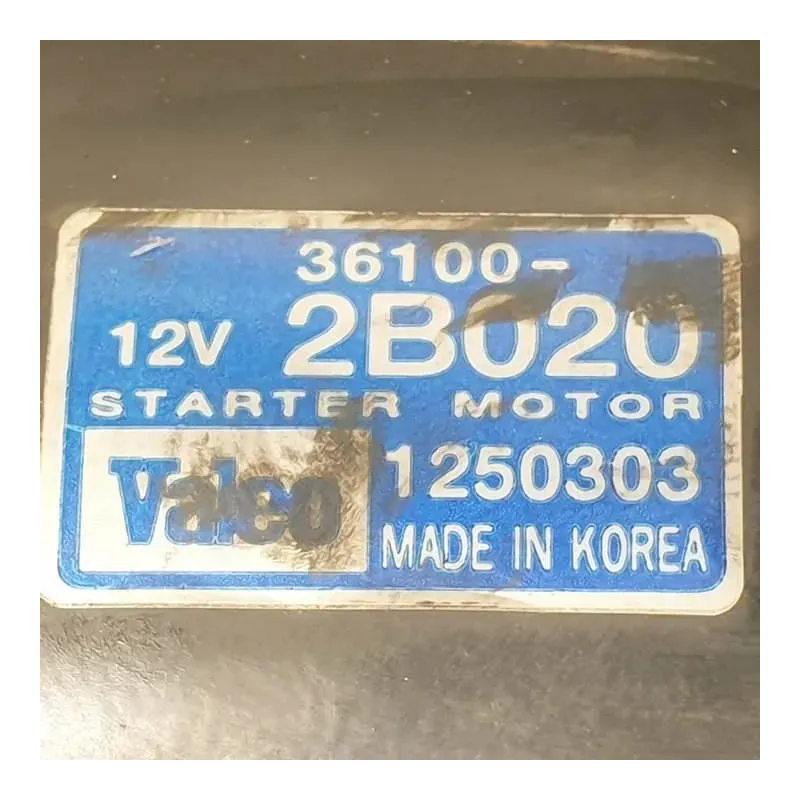 36100-
12V 2B020
STARTER MOTOR
Valeo 1250303
MADE IN KOREA